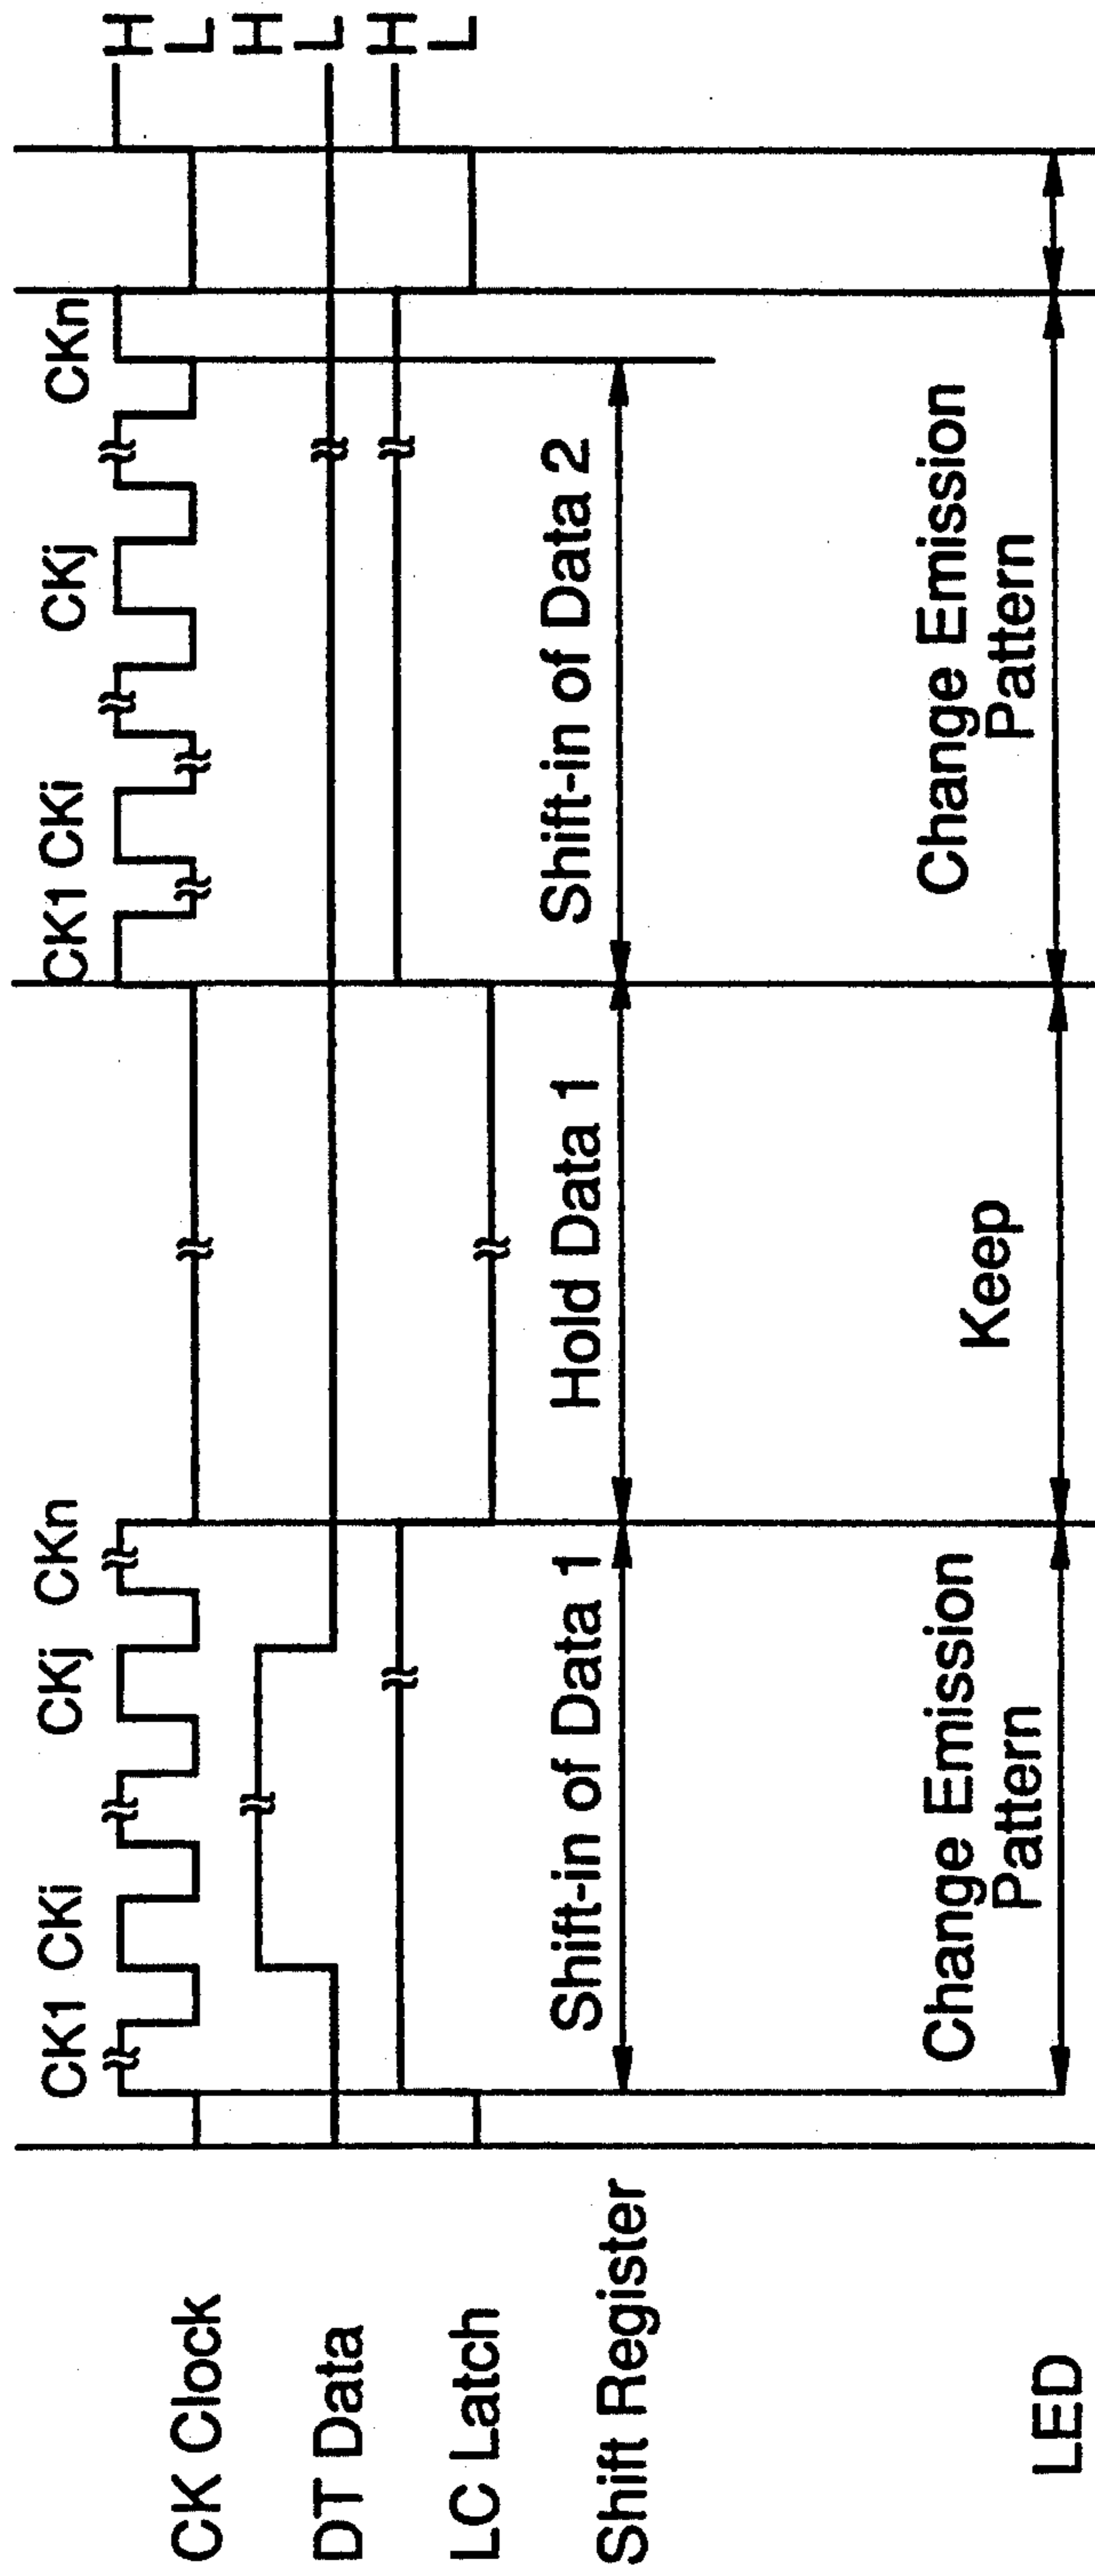 CK1 CKi CKj CKn CK1 CKi CKj CKn
CK Clock
H
L
DT Data
H
L
LC Latch
H
L
Shift Register
Shift-in of Data 1
Hold Data 1
Shift-in of Data 2
LED
Change Emission
Pattern
Keep
Change Emission
Pattern